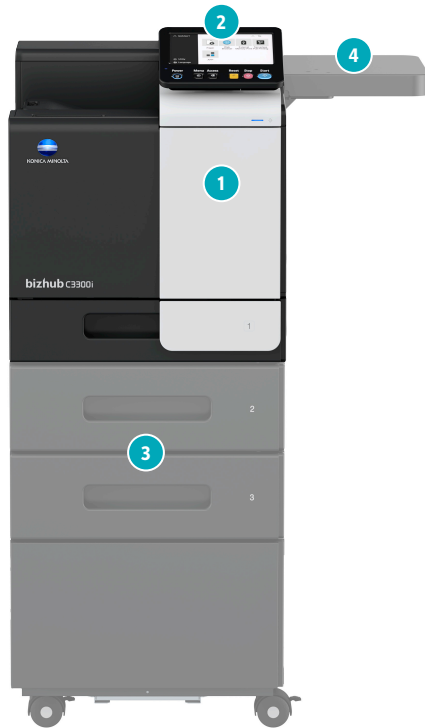 2
4
Power
Menu
Access
Reset
Stop
Start
1
KONICA MINOLTA
bizhub C3300i
1
2
3
3